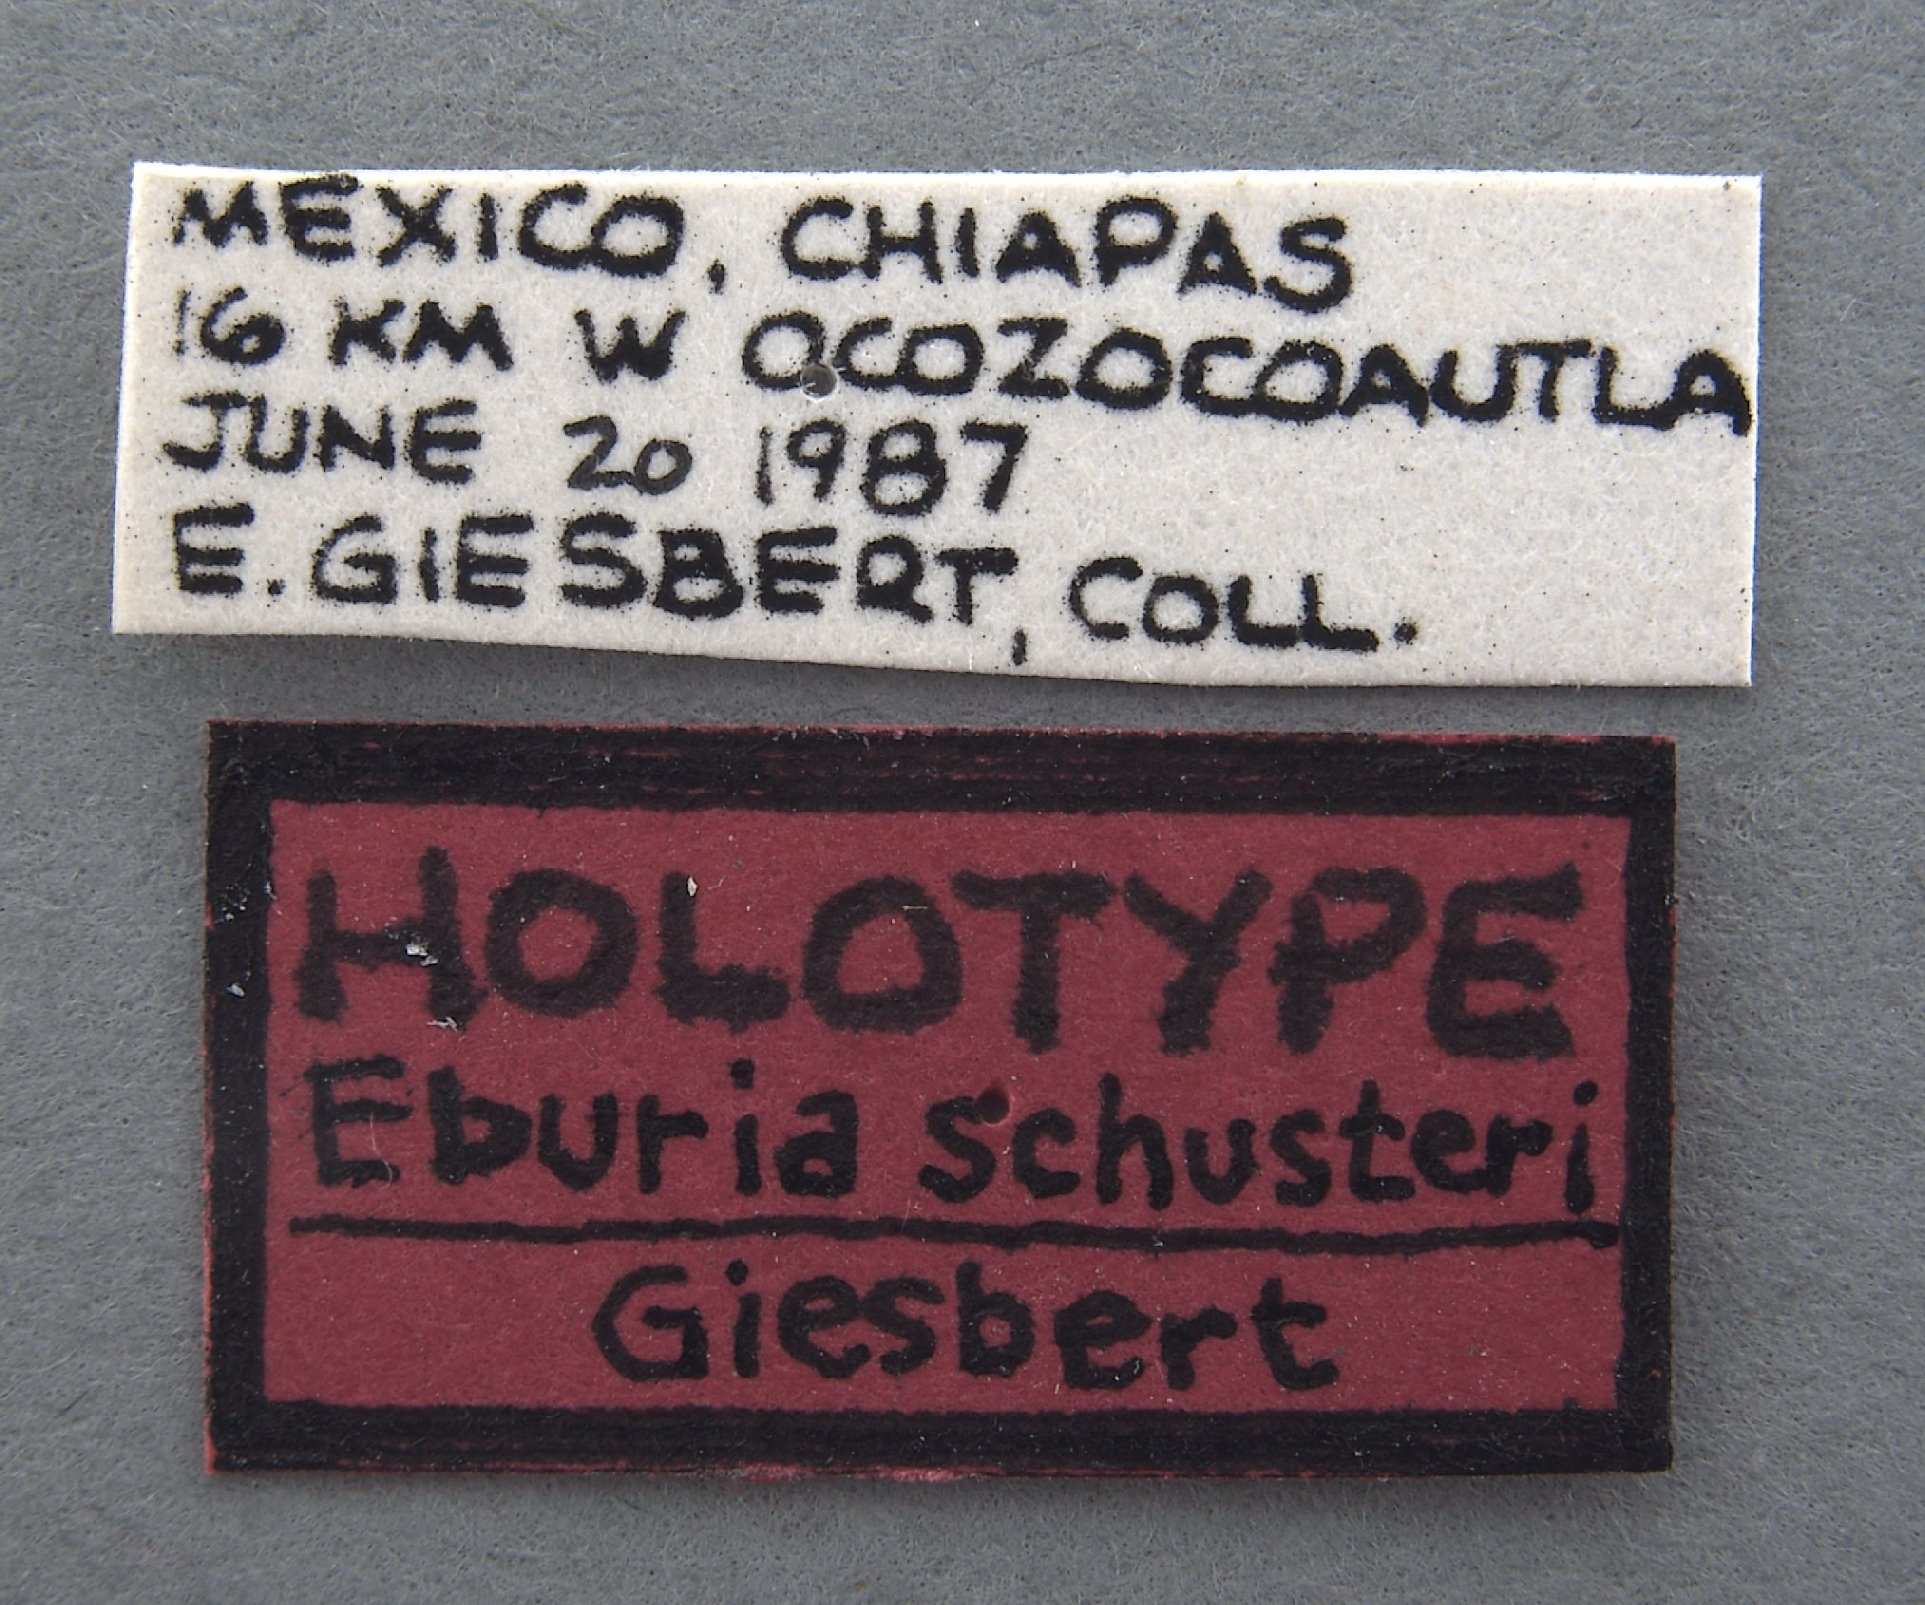 MEXICO, CHIAPAS
16 KM W OCOZOCOAUTLA
JUNE 20 1987
E. GIESBERT, COLL.
HOLOTYPE
Eburia schusteri
Giesbert